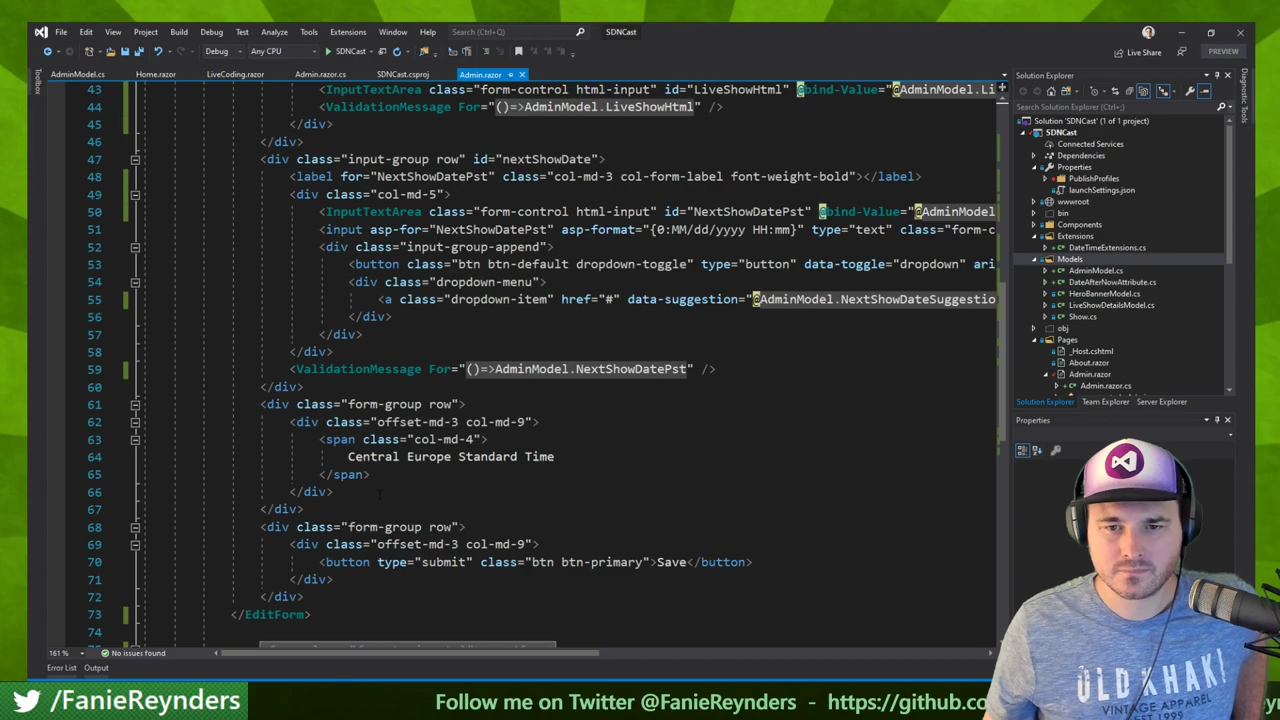 File Edit View Project Build Debug Test Analyze Tools Extensions Window Help Search (Ctrl+Q) SDNCast
Debug Any CPU SDNCast Live Share PREVIEW
Toolbox
AdminModel.cs Home.razor LiveCoding.razor Admin.razor.cs SDNCast.csproj Admin.razor
43 <InputTextArea class="form-control html-input" id="LiveShowHtml" @bind-Value="@AdminModel.Li
44 <ValidationMessage For="()=>AdminModel.LiveShowHtml" />
45 </div>
46 </div>
47 <div class="input-group row" id="nextShowDate">
48 <label for="NextShowDatePst" class="col-md-3 col-form-label font-weight-bold"></label>
49 <div class="col-md-5">
50 <InputTextArea class="form-control html-input" id="NextShowDatePst" @bind-Value="@AdminModel
51 <input asp-for="NextShowDatePst" asp-format="{0:MM/dd/yyyy HH:mm}" type="text" class="form-c
52 <div class="input-group-append">
53 <button class="btn btn-default dropdown-toggle" type="button" data-toggle="dropdown" ari
54 <div class="dropdown-menu">
55 <a class="dropdown-item" href="#" data-suggestion="@AdminModel.NextShowDateSuggestio
56 </div>
57 </div>
58 </div>
59 <ValidationMessage For="()=>AdminModel.NextShowDatePst" />
60 </div>
61 <div class="form-group row">
62 <div class="offset-md-3 col-md-9">
63 <span class="col-md-4">
64 Central Europe Standard Time
65 </span>
66 </div>
67 </div>
68 <div class="form-group row">
69 <div class="offset-md-3 col-md-9">
70 <button type="submit" class="btn btn-primary">Save</button>
71 </div>
72 </div>
73 </EditForm>
74
161 % No issues found
Error List Output
Solution Explorer
Search Solution Explorer (Ctrl+;)
Solution 'SDNCast' (1 of 1 project)
SDNCast
Connected Services
Dependencies
Properties
PublishProfiles
launchSettings.json
wwwroot
bin
Components
Extensions
DateTimeExtensions.cs
Models
AdminModel.cs
DateAfterNowAttribute.cs
HeroBannerModel.cs
LiveShowDetailsModel.cs
Show.cs
obj
Pages
_Host.cshtml
About.razor
Admin.razor
Admin.razor.cs
Solution Explorer Team Explorer Server Explorer
Properties
Diagnostic Tools
OLD KHAKI
VINTAGE APPAREL
/FanieReynders
Follow me on Twitter @FanieReynders - https://github.co